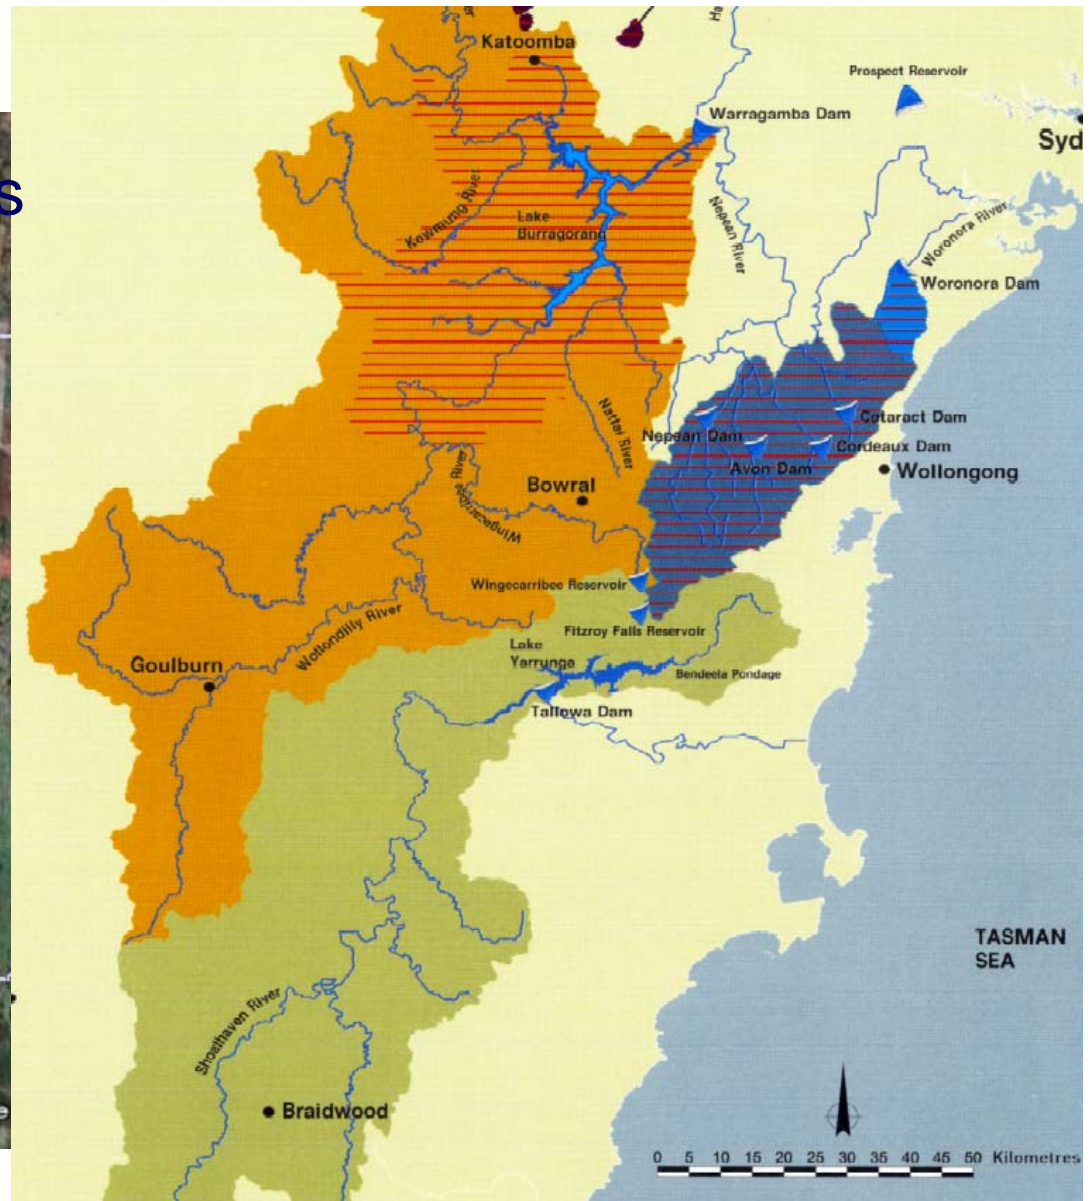 Katoomba
Prospect Reservoir
Warragamba Dam
Syd
s
Kowmung River
Lake
Burragorang
Nepean River
Woronora River
Woronora Dam
Nattai River
Cataract Dam
Nepean Dam
Cordeaux Dam
Avon Dam
Wollongong
Wingecarribee River
Bowral
Wingecarribee Reservoir
Fitzroy Falls Reservoir
Wollondilly River
Lake
Yarrunga
Goulburn
Bendeela Pondage
Tallowa Dam
TASMAN
SEA
Shoalhaven River
Braidwood
0 5 10 15 20 25 30 35 40 45 50 Kilometres